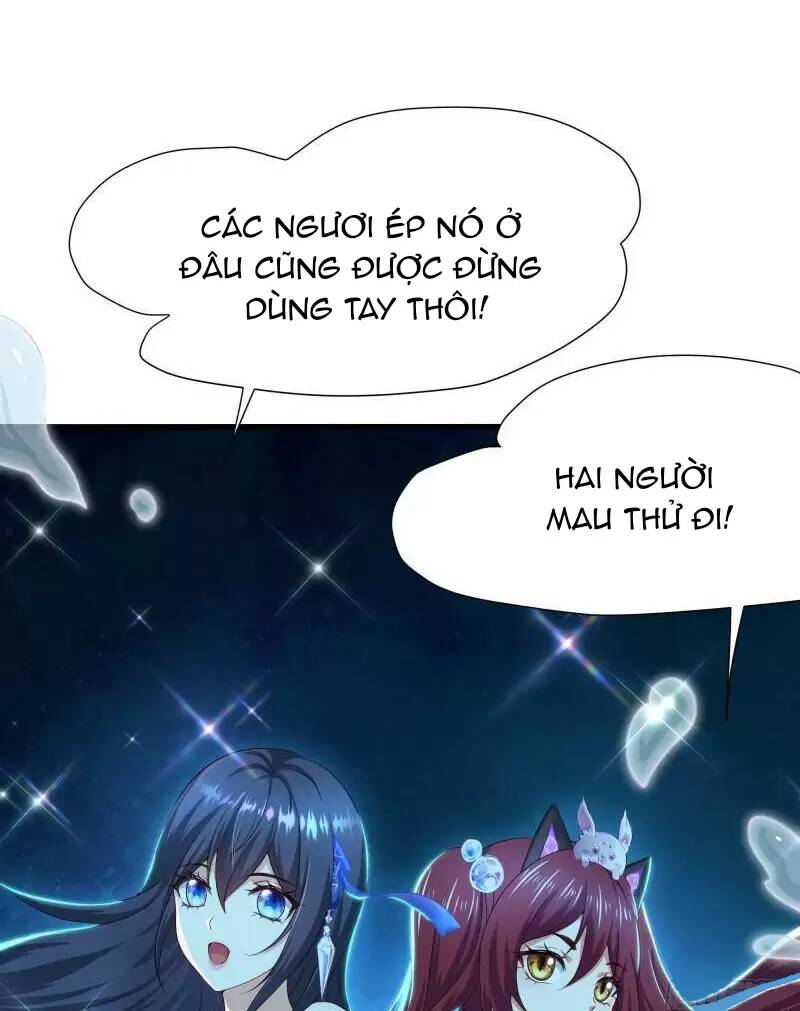 CÁC NGƯƠI ÉP NÓ Ở
ĐÂU CŨNG ĐƯỢC ĐỪNG
DÙNG TAY THÔI!
HAI NGƯỜI
MAU THỬ ĐI!